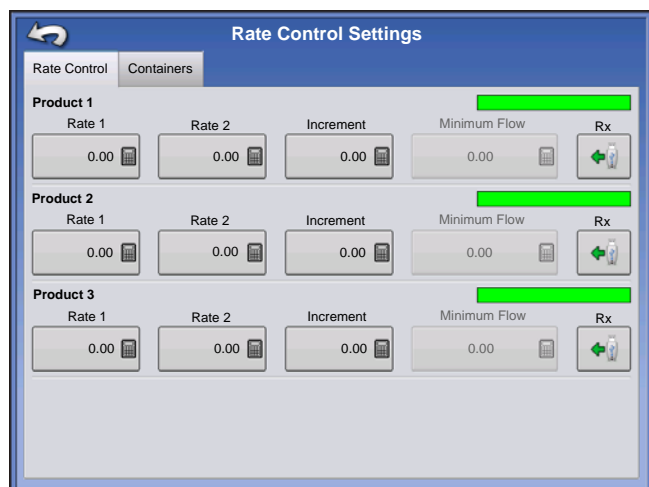 Rate Control Settings
Rate Control Containers
Product 1
Rate 1 Rate 2 Increment Minimum Flow Rx
0.00 0.00 0.00 0.00
Product 2
Rate 1 Rate 2 Increment Minimum Flow Rx
0.00 0.00 0.00 0.00
Product 3
Rate 1 Rate 2 Increment Minimum Flow Rx
0.00 0.00 0.00 0.00